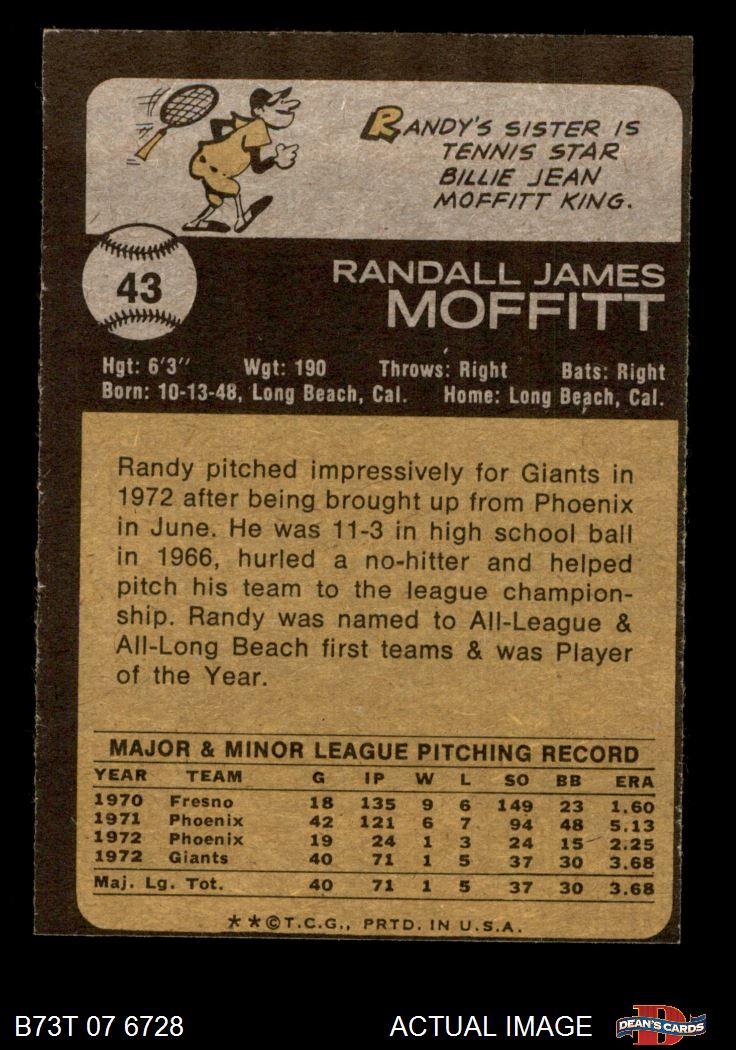 RANDY'S SISTER IS
TENNIS STAR
BILLIE JEAN
MOFFITT KING.
43
RANDALL JAMES
MOFFITT
Hgt: 6'3" Wgt: 190 Throws: Right Bats: Right
Born: 10-13-48, Long Beach, Cal. Home: Long Beach, Cal.
Randy pitched impressively for Giants in
1972 after being brought up from Phoenix
in June. He was 11-3 in high school ball
in 1966, hurled a no-hitter and helped
pitch his team to the league champion-
ship. Randy was named to All-League &
All-Long Beach first teams & was Player
of the Year.
MAJOR & MINOR LEAGUE PITCHING RECORD
YEAR TEAM G IP W L SO BB ERA
1970 Fresno 18 135 9 6 149 23 1.60
1971 Phoenix 42 121 6 7 94 48 5.13
1972 Phoenix 19 24 1 3 24 15 2.25
1972 Giants 40 71 1 5 37 30 3.68
Maj. Lg. Tot. 40 71 1 5 37 30 3.68
**©T.C.G., PRTD. IN U.S.A.
B73T 07 6728 ACTUAL IMAGE DEAN'S CARDS